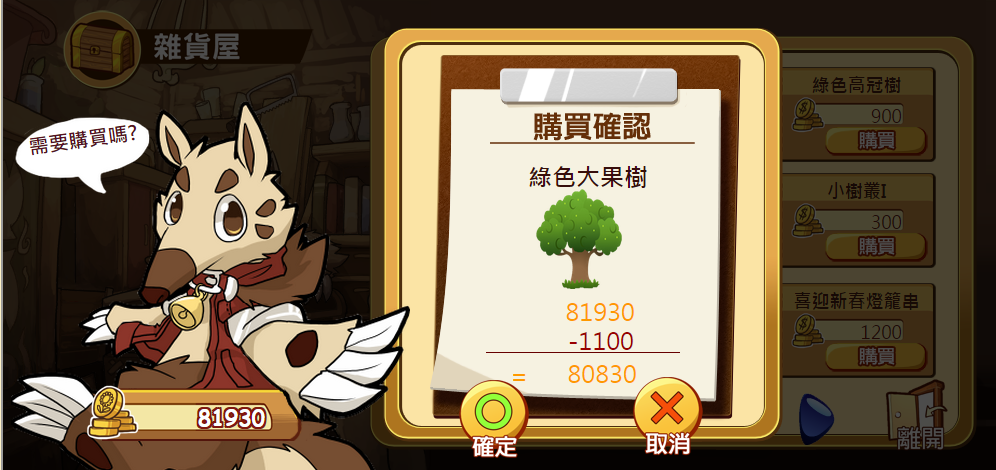 雜貨屋
需要購買嗎?
81930
購買確認
綠色大果樹
81930
-1100
= 80830
確定
取消
綠色高冠樹
900
購買
小樹叢I
300
購買
喜迎新春燈籠串
1200
購買
離開